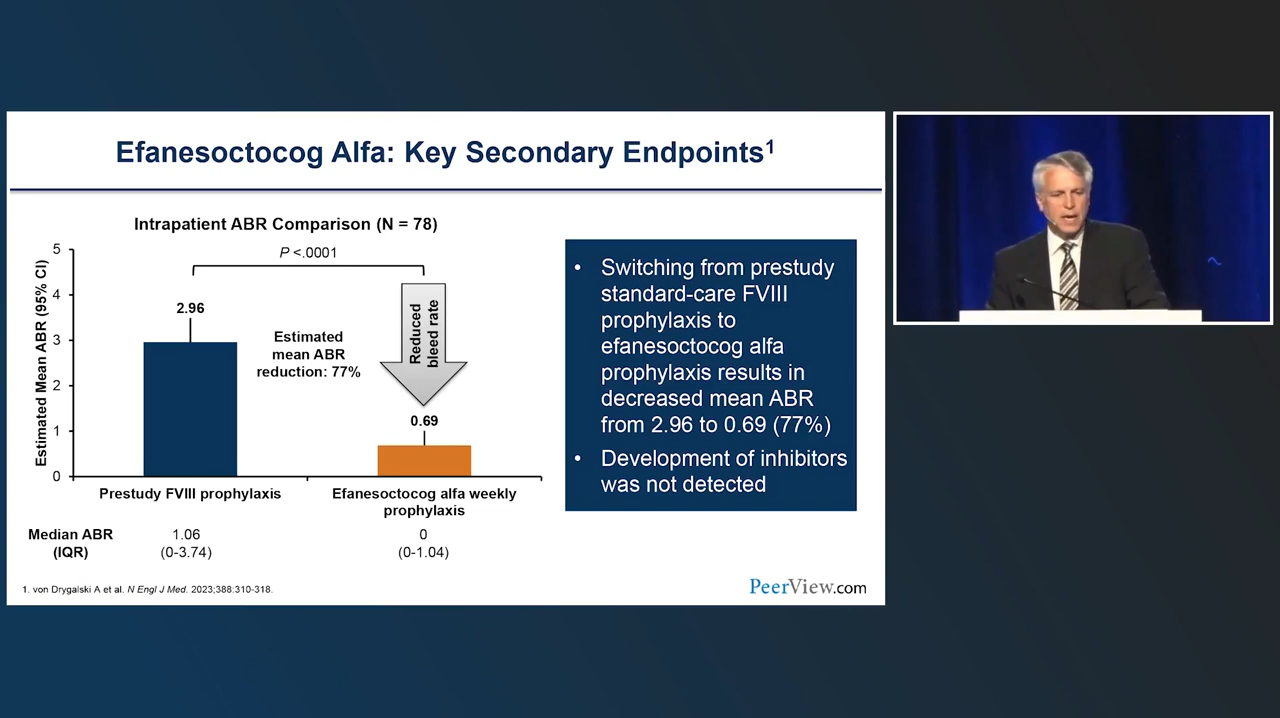 Efanesoctocog Alfa: Key Secondary Endpoints1
Intrapatient ABR Comparison (N = 78)
Estimated Mean ABR (95% CI)
5
4
3
2
1
0
P <.0001
2.96
Estimated
mean ABR
reduction: 77%
Reduced
bleed rate
0.69
Prestudy FVIII prophylaxis
Efanesoctocog alfa weekly
prophylaxis
Median ABR
(IQR)
1.06
(0-3.74)
0
(0-1.04)
• Switching from prestudy
standard-care FVIII
prophylaxis to
efanesoctocog alfa
prophylaxis results in
decreased mean ABR
from 2.96 to 0.69 (77%)
• Development of inhibitors
was not detected
1. von Drygalski A et al. N Engl J Med. 2023;388:310-318.
PeerView.com